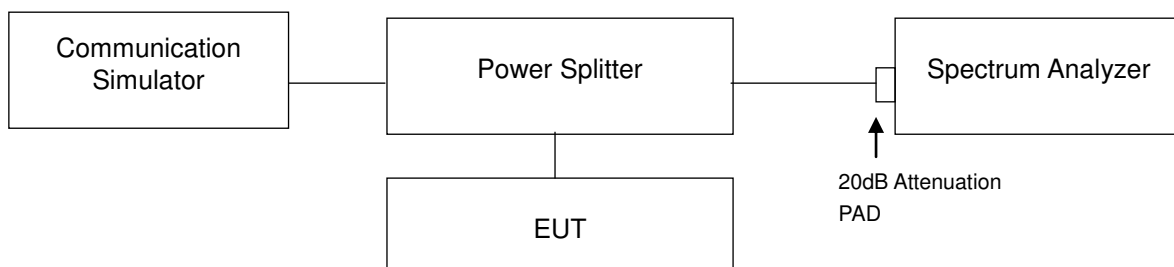 Communication
Simulator
Power Splitter
Spectrum Analyzer
20dB Attenuation
PAD
EUT